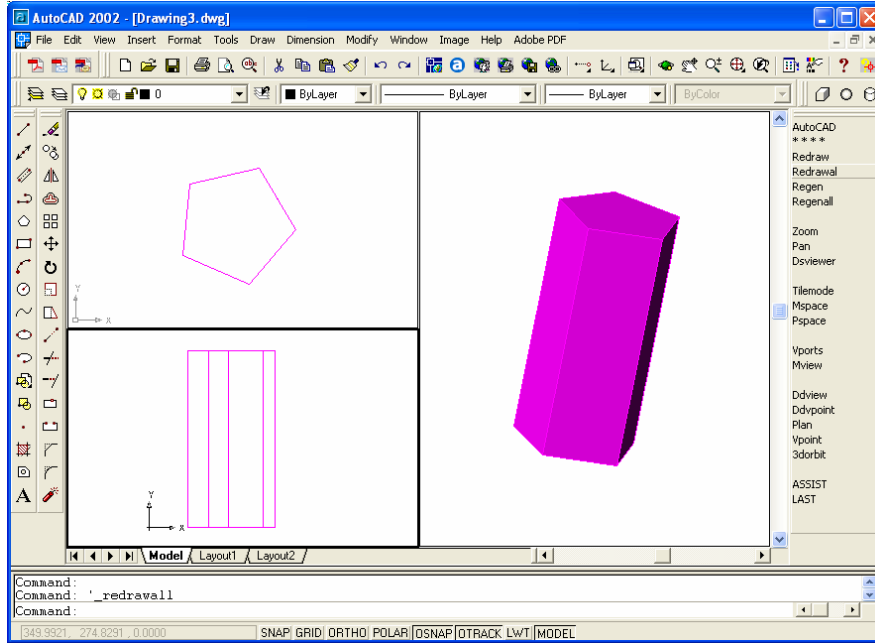 AutoCAD 2002 - [Drawing3.dwg]
File Edit View Insert Format Tools Draw Dimension Modify Window Image Help Adobe PDF
0 ByLayer ByLayer ByLayer ByColor
AutoCAD
* * * *
Redraw
Redrawal
Regen
Regenall
Zoom
Pan
Dsviewer
Tilemode
Mspace
Pspace
Vports
Mview
Ddview
Ddvpoint
Plan
Vpoint
3dorbit
ASSIST
LAST
Y
X
Y
X
Model Layout1 Layout2
Command:
Command: '_redrawall
Command:
349.9921, 274.8291, 0.0000 SNAP GRID ORTHO POLAR OSNAP OTRACK LWT MODEL